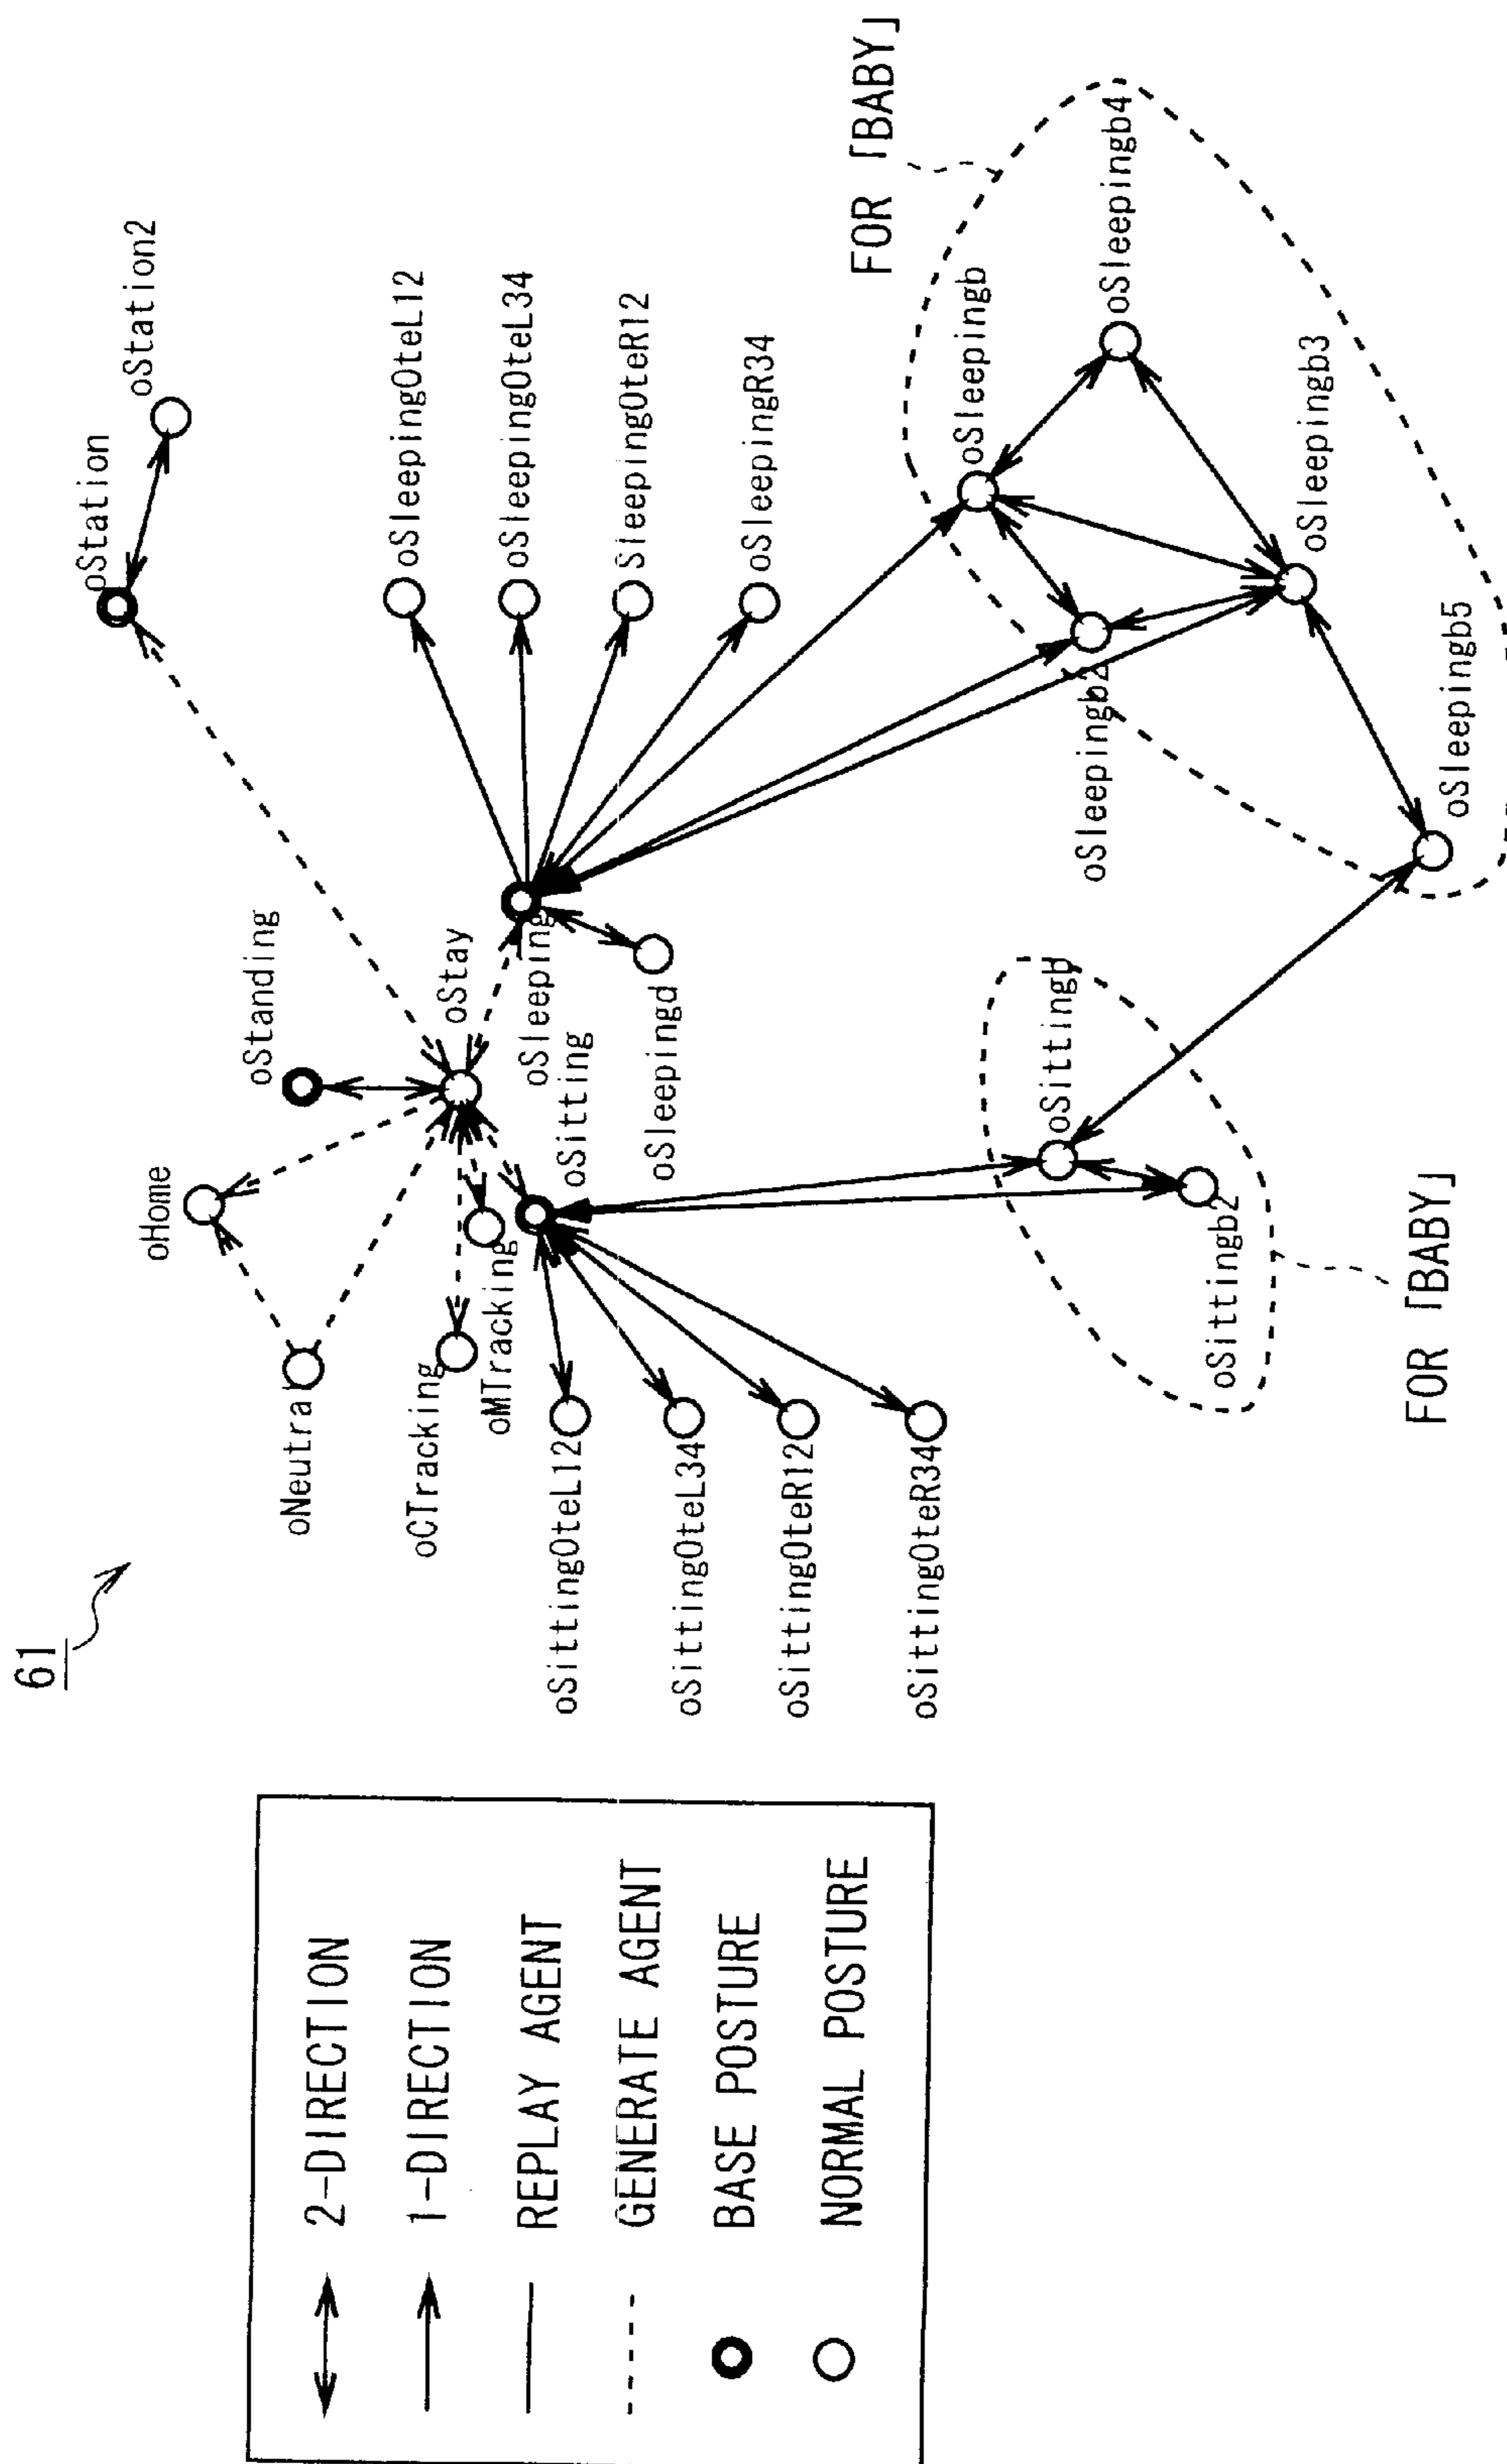 61
2-DIRECTION
1-DIRECTION
REPLAY AGENT
GENERATE AGENT
BASE POSTURE
NORMAL POSTURE
oStation
oStation2
oStanding
oHome
oNeutral
oStay
oCTracking
oMTracking
oSleeping
oSitting
oSleepingd
oSleepingOteL12
oSleepingOteL34
SleepingOteR12
oSleepingR34
oSittingOteL12
oSittingOteL34
oSittingOteR12
oSittingOteR34
FOR 「BABY」
oSleepingb
oSleepingb4
oSleepingb2
oSleepingb3
oSleepingb5
oSittingb
oSittingb2
FOR 「BABY」